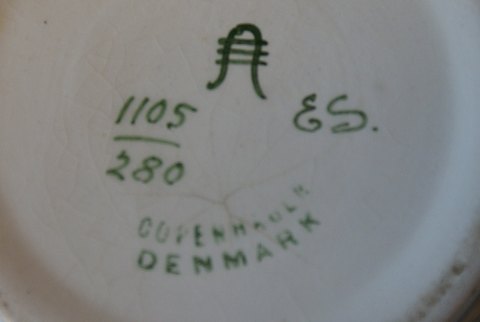 1105
280
ES.
COPENHAGEN
DENMARK